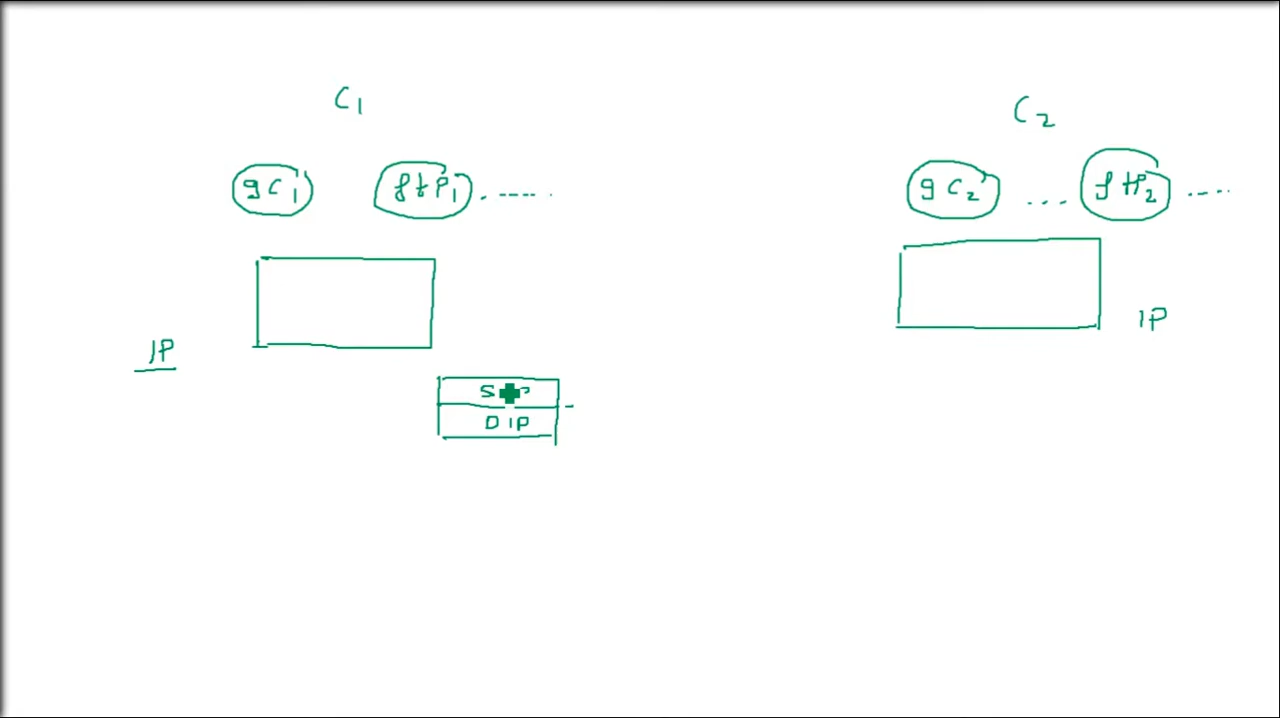 C1
C2
gC1 ftP1 . -----
gC2 ... ftP2 ----
IP
IP
DIP